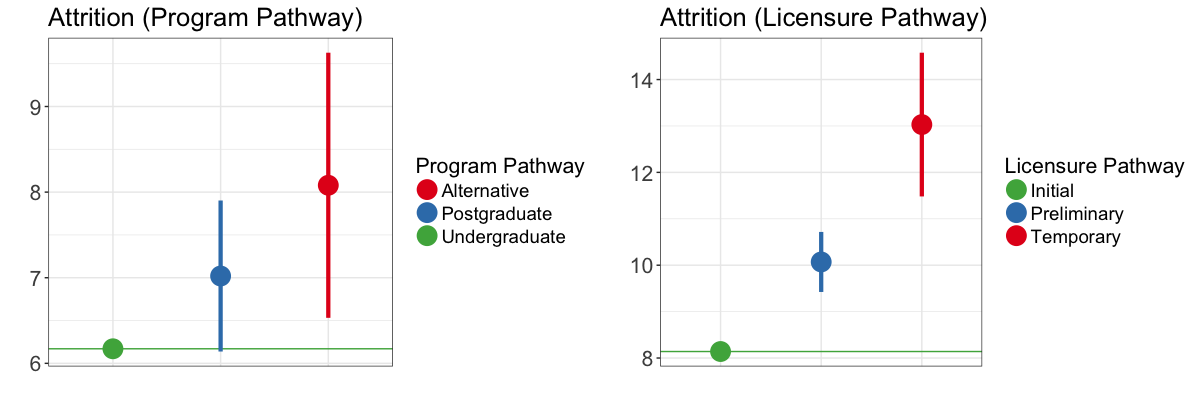 Attrition (Program Pathway)
9
8
7
6
Program Pathway
Alternative
Postgraduate
Undergraduate
Attrition (Licensure Pathway)
14
12
10
8
Licensure Pathway
Initial
Preliminary
Temporary